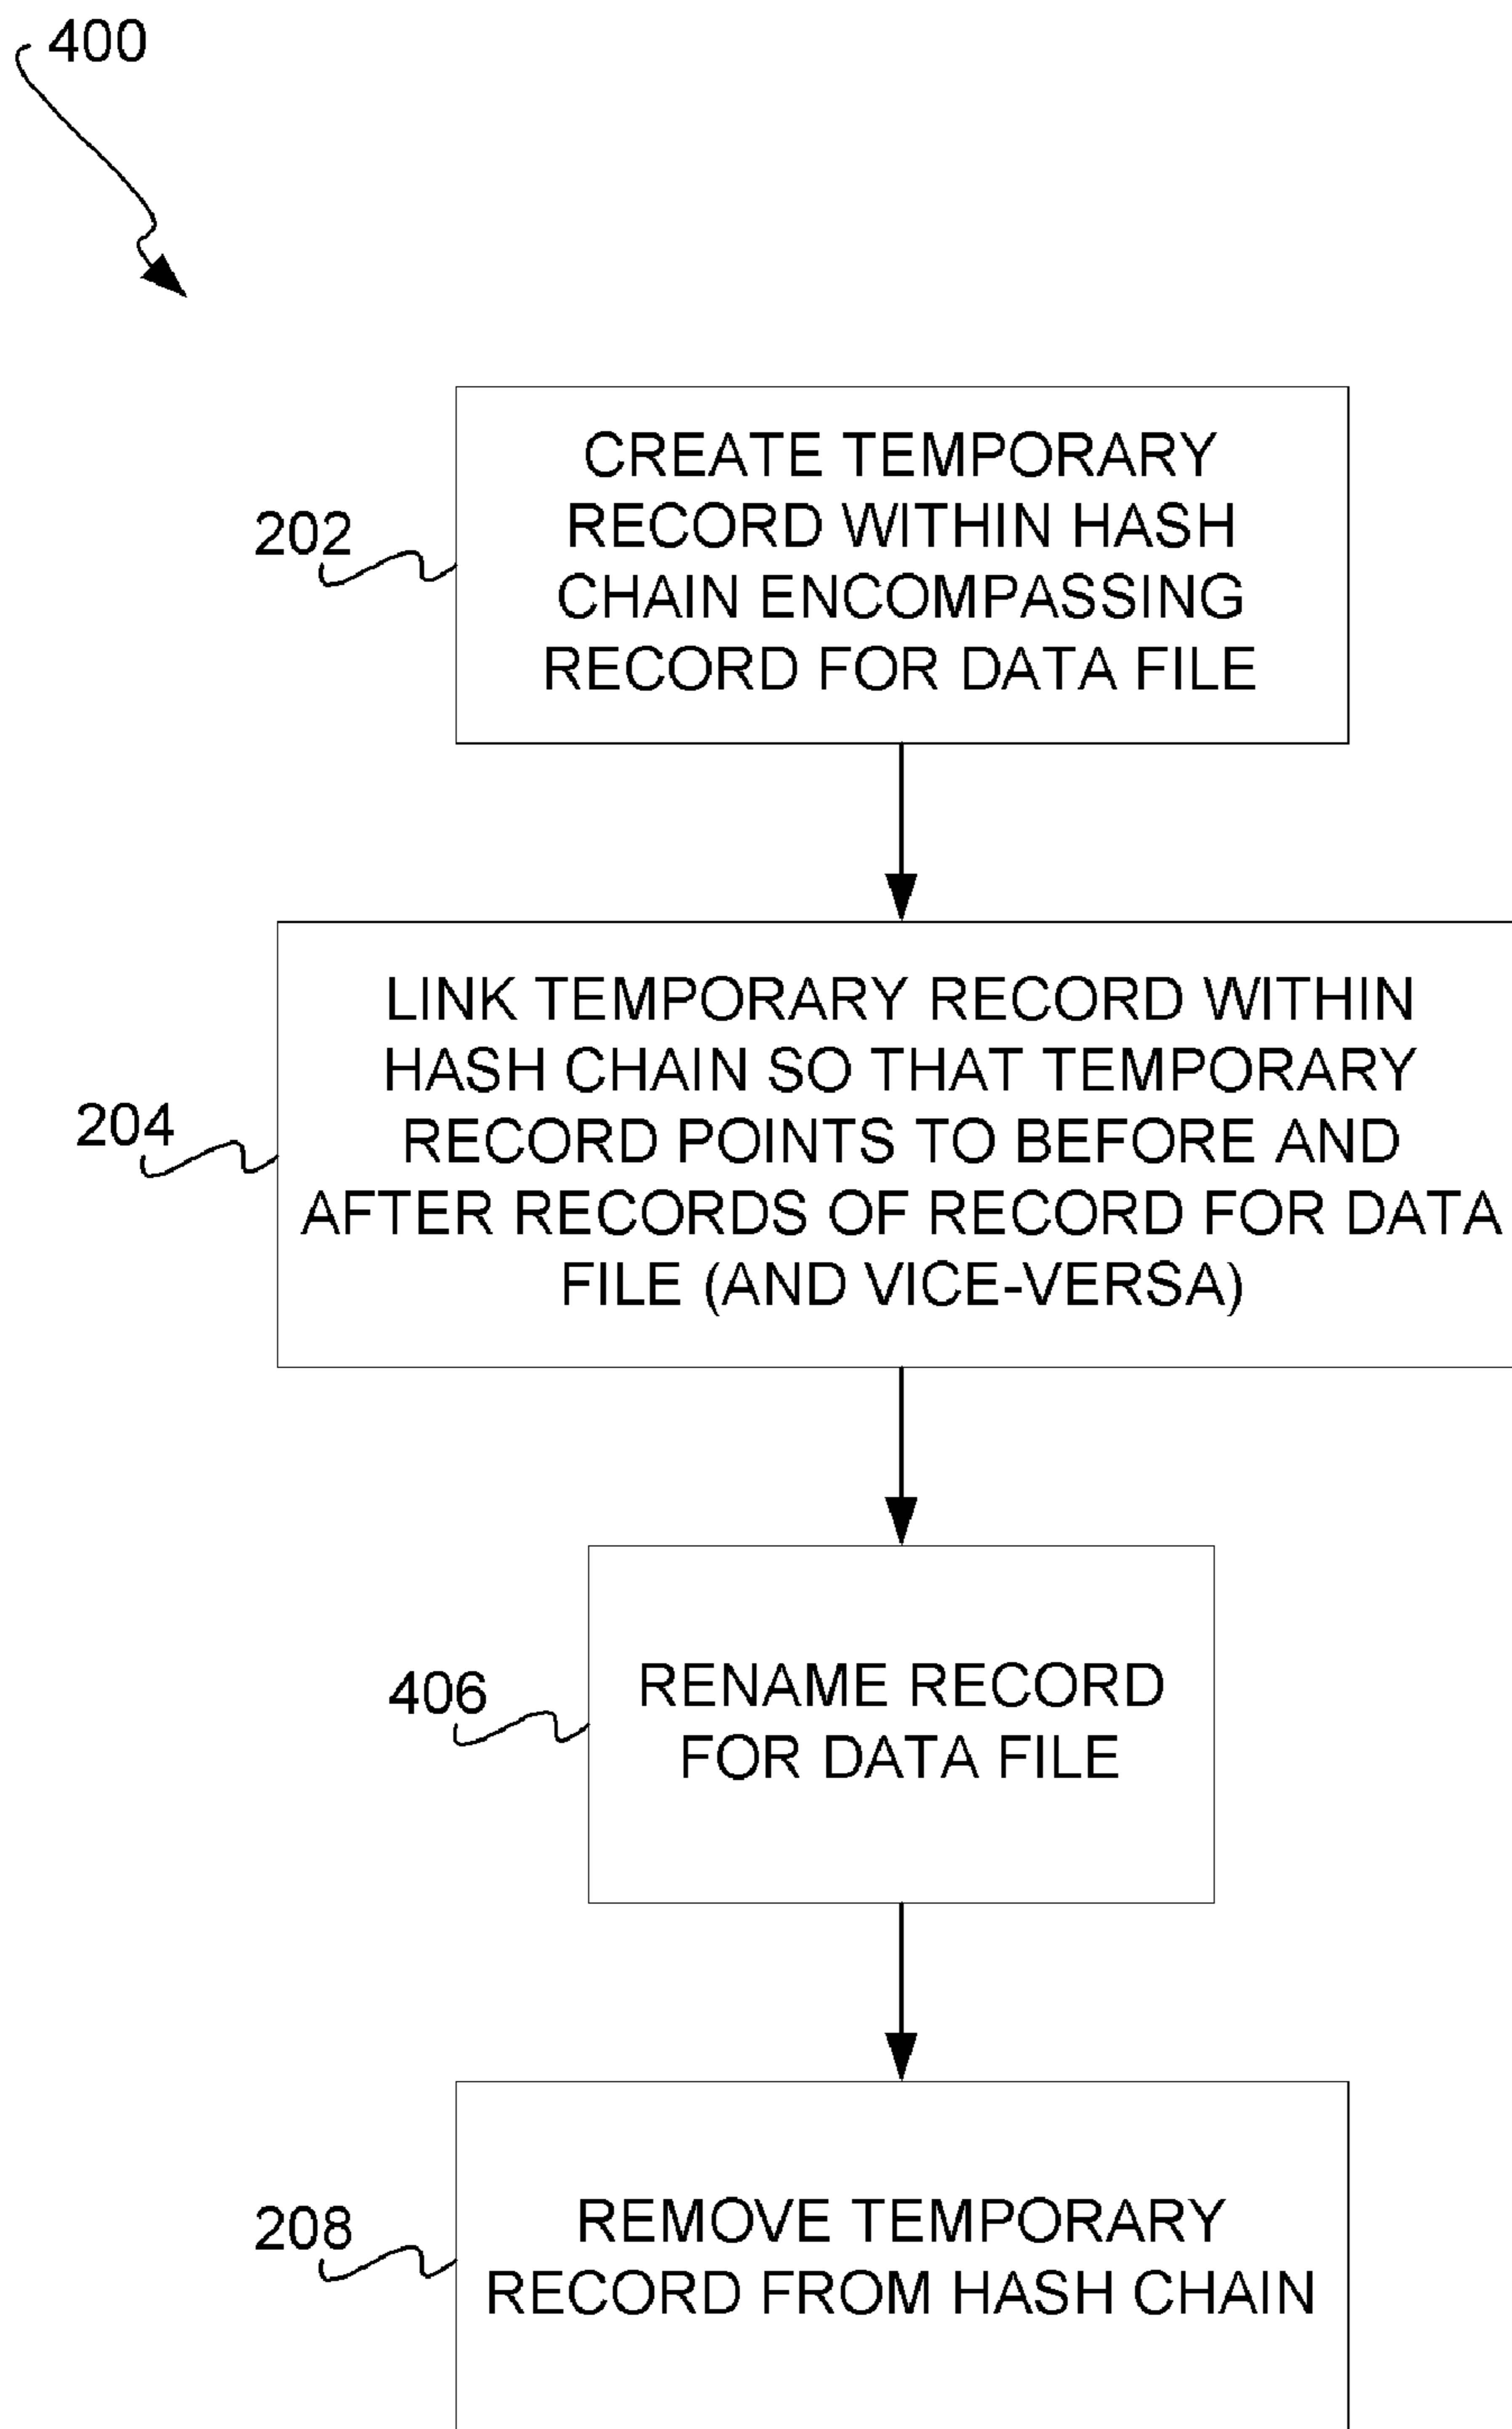 400
202
CREATE TEMPORARY
RECORD WITHIN HASH
CHAIN ENCOMPASSING
RECORD FOR DATA FILE
204
LINK TEMPORARY RECORD WITHIN
HASH CHAIN SO THAT TEMPORARY
RECORD POINTS TO BEFORE AND
AFTER RECORDS OF RECORD FOR DATA
FILE (AND VICE-VERSA)
406
RENAME RECORD
FOR DATA FILE
208
REMOVE TEMPORARY
RECORD FROM HASH CHAIN